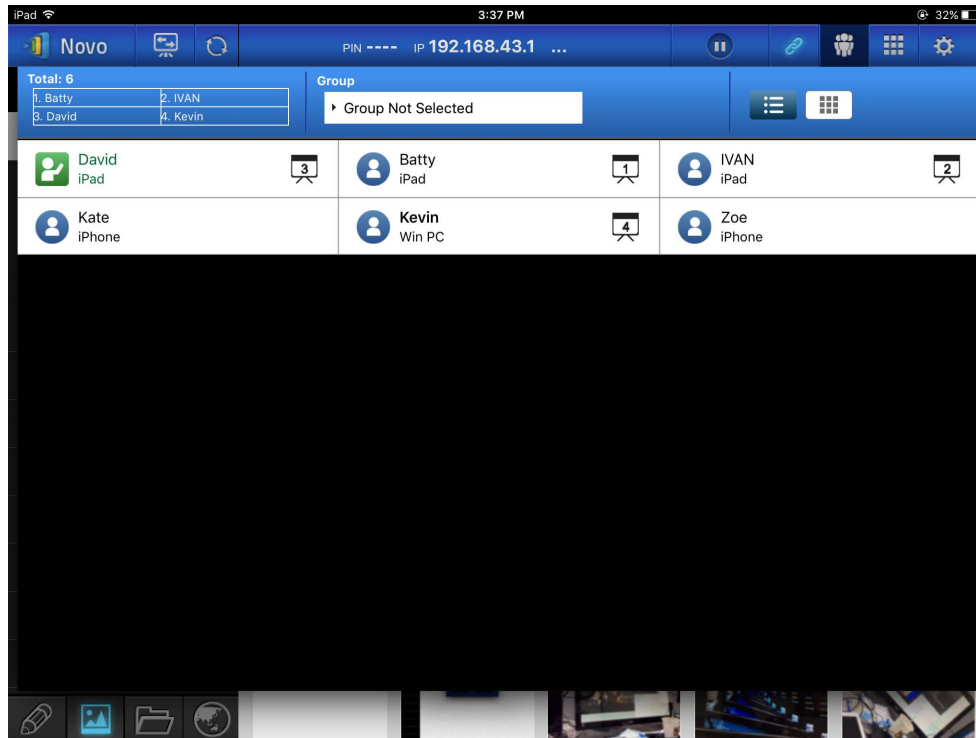 iPad 3:37 PM 32%
Novo PIN ---- IP 192.168.43.1 ...
Total: 6
1. Batty 2. IVAN
3. David 4. Kevin
Group
Group Not Selected
David
iPad
3
Batty
iPad
1
IVAN
iPad
2
Kate
iPhone
Kevin
Win PC
4
Zoe
iPhone